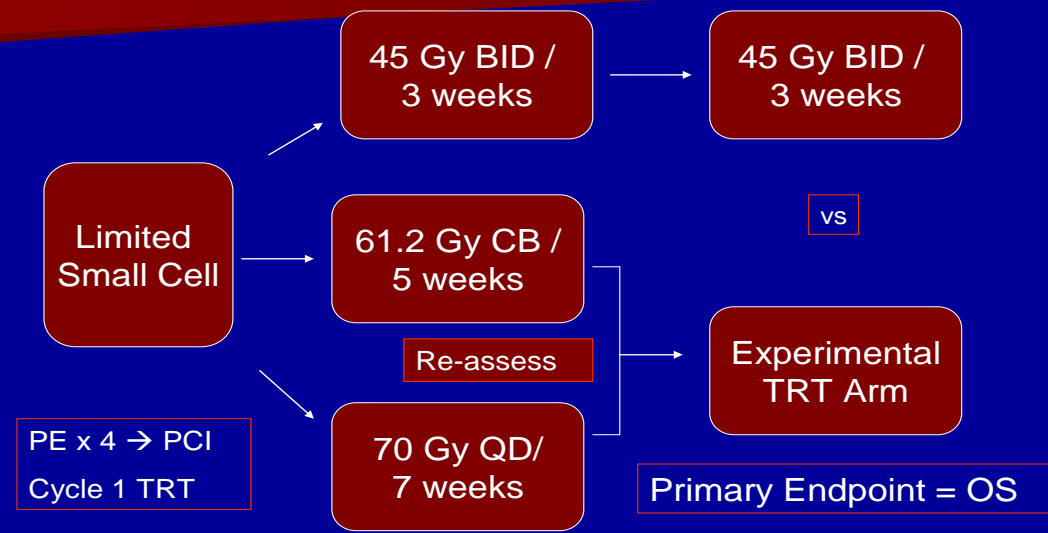 45 Gy BID /
3 weeks
45 Gy BID /
3 weeks
Limited
Small Cell
61.2 Gy CB /
5 weeks
vs
Re-assess
Experimental
TRT Arm
70 Gy QD/
7 weeks
PE x 4 → PCI
Cycle 1 TRT
Primary Endpoint = OS